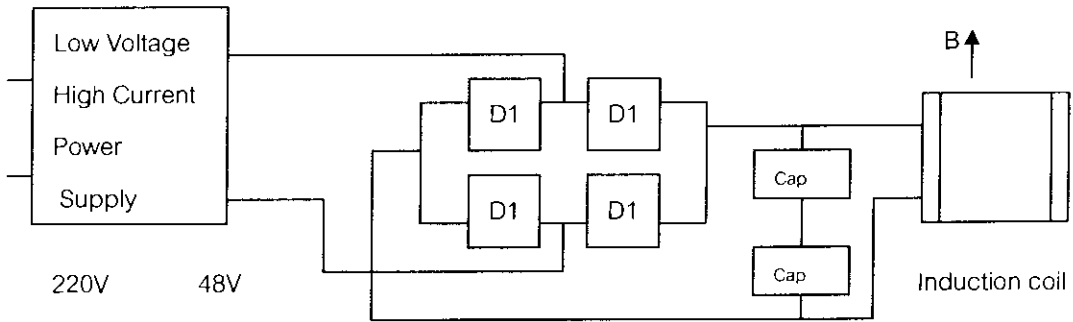 Low Voltage
High Current
Power
Supply
220V
48V
D1
D1
D1
D1
Cap
Cap
B
Induction coil